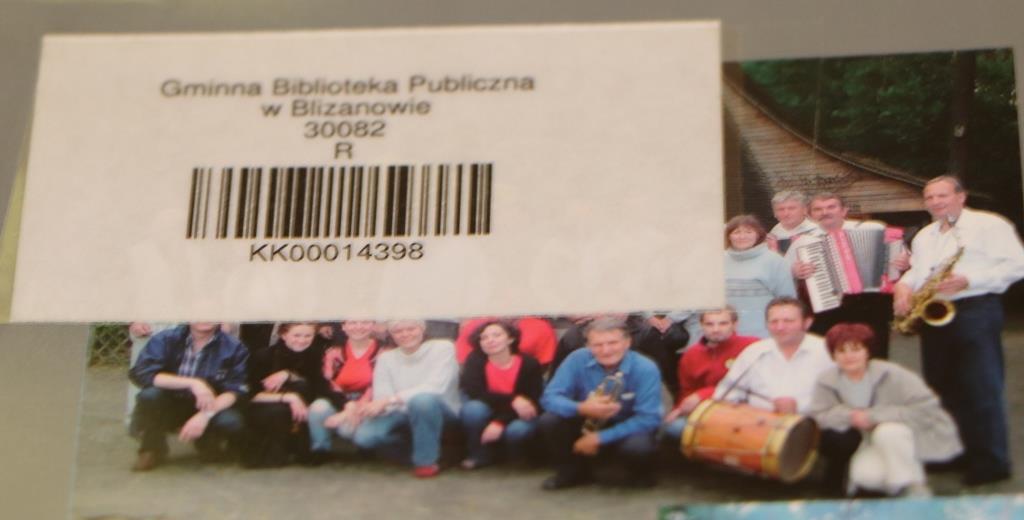 Gminna Biblioteka Publiczna
w Blizanowie
30082
R
KK00014398